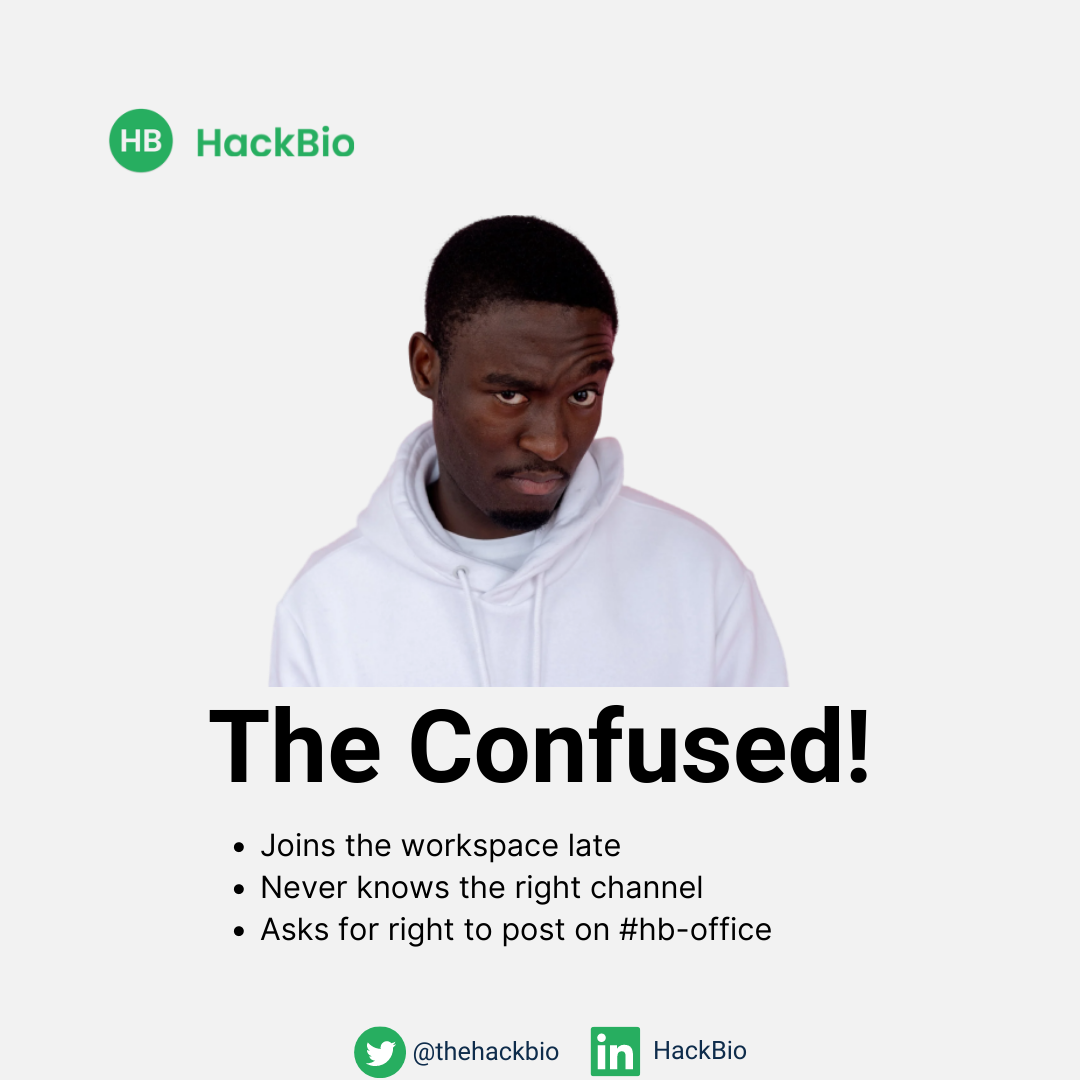 HB HackBio
The Confused!
• Joins the workspace late
• Never knows the right channel
• Asks for right to post on #hb-office
@thehackbio in HackBio